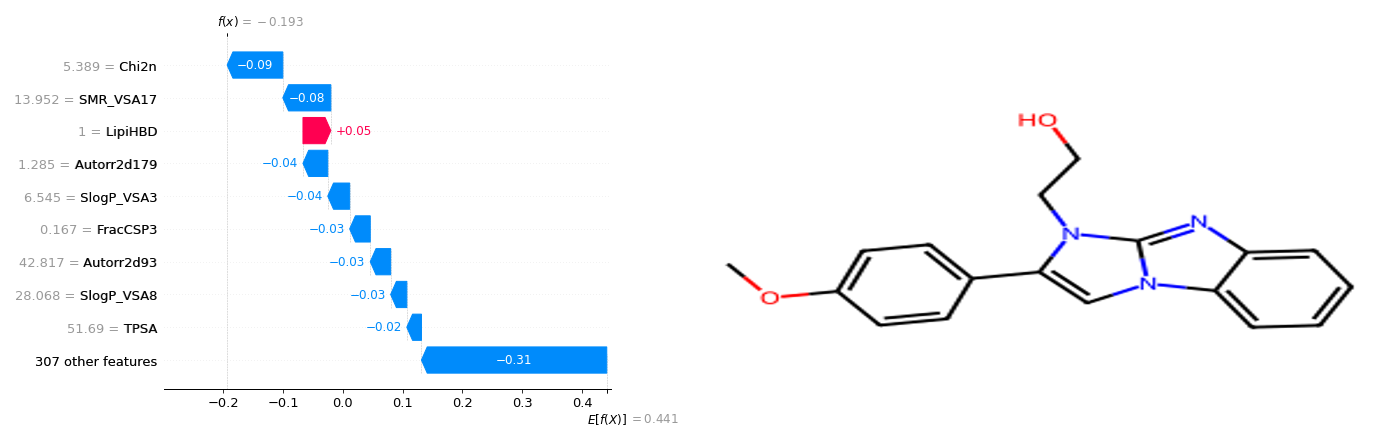 f(x) = −0.193
5.389 = Chi2n
−0.09
13.952 = SMR_VSA17
−0.08
1 = LipiHBD
+0.05
1.285 = Autorr2d179
−0.04
6.545 = SlogP_VSA3
−0.04
0.167 = FracCSP3
−0.03
42.817 = Autorr2d93
−0.03
28.068 = SlogP_VSA8
−0.03
51.69 = TPSA
−0.02
307 other features
−0.31
−0.2 −0.1 0.0 0.1 0.2 0.3 0.4
E[f(X)] = 0.441
HO
N
N
N
O